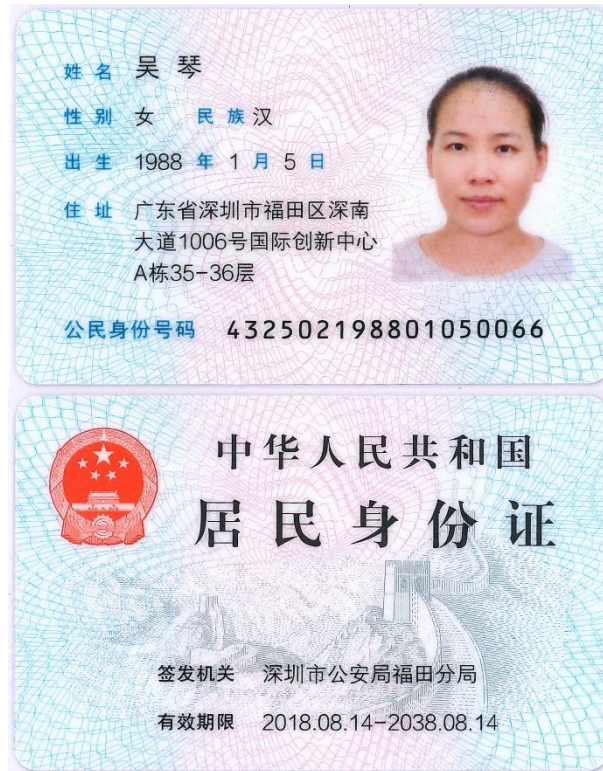 姓名 吴琴
性别 女 民族 汉
出生 1988 年 1 月 5 日
住址 广东省深圳市福田区深南
大道1006号国际创新中心
A栋35-36层
公民身份号码 432502198801050066
中华人民共和国
居民身份证
签发机关 深圳市公安局福田分局
有效期限 2018.08.14-2038.08.14